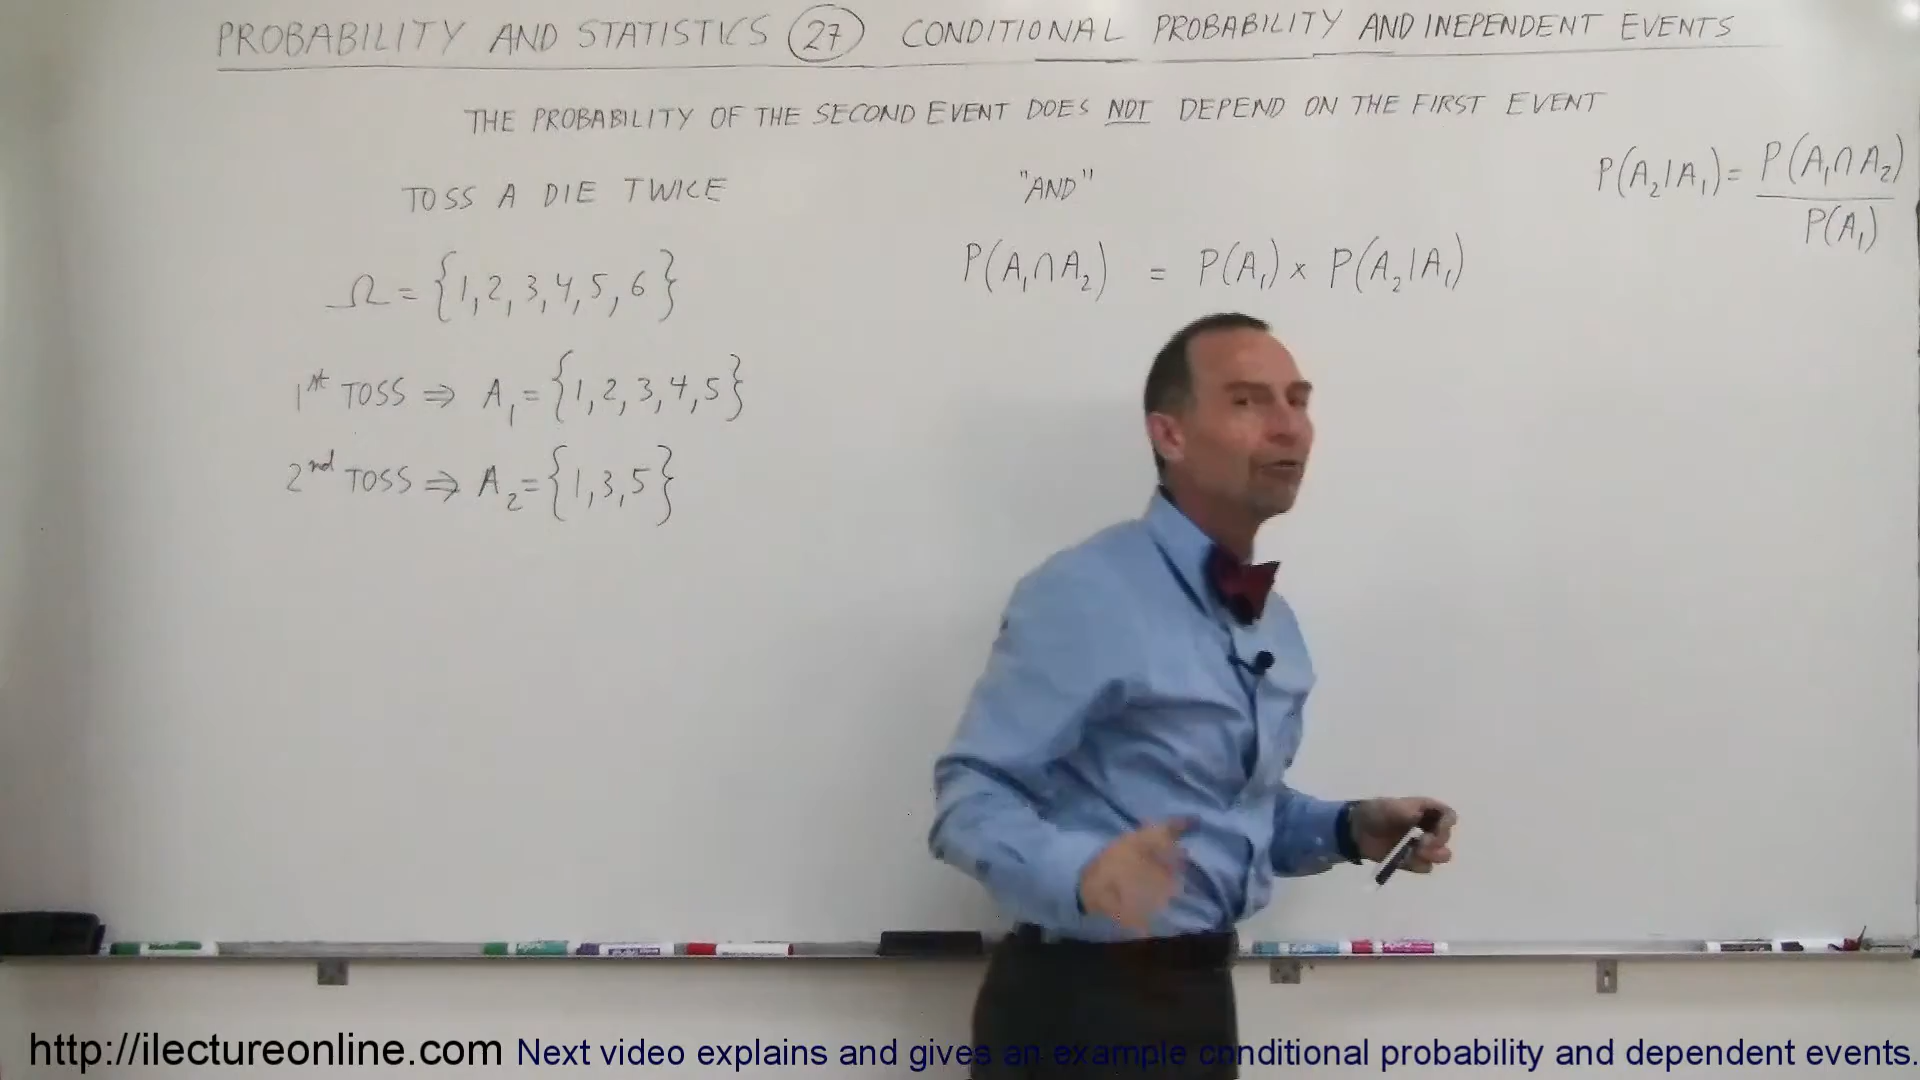 PROBABILITY AND STATISTICS 27 CONDITIONAL PROBABILITY AND INEPENDENT EVENTS
THE PROBABILITY OF THE SECOND EVENT DOES NOT DEPEND ON THE FIRST EVENT
TOSS A DIE TWICE
Ω = {1, 2, 3, 4, 5, 6}
1st TOSS ⇒ A₁ = {1, 2, 3, 4, 5}
2nd TOSS ⇒ A₂ = {1, 3, 5}
"AND"
P(A₁∩A₂) = P(A₁) × P(A₂|A₁)
P(A₂|A₁) = P(A₁∩A₂)
P(A₁)
http://ilectureonline.com Next video explains and gives an example conditional probability and dependent events.